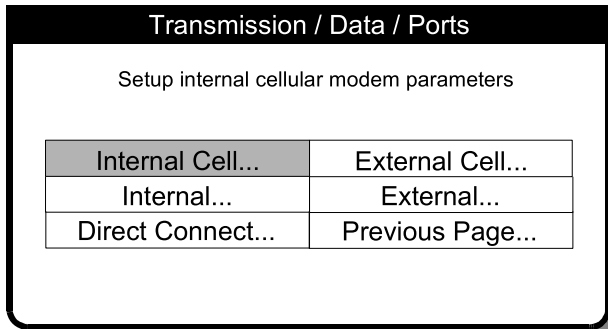 Transmission / Data / Ports
Setup internal cellular modem parameters
Internal Cell... External Cell...
Internal... External...
Direct Connect... Previous Page...